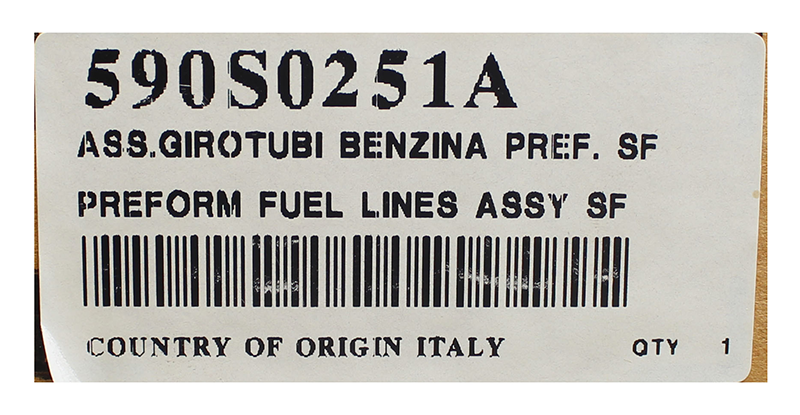 590S0251A
ASS.GIROTUBI BENZINA PREF. SF
PREFORM FUEL LINES ASSY SF
COUNTRY OF ORIGIN ITALY QTY 1